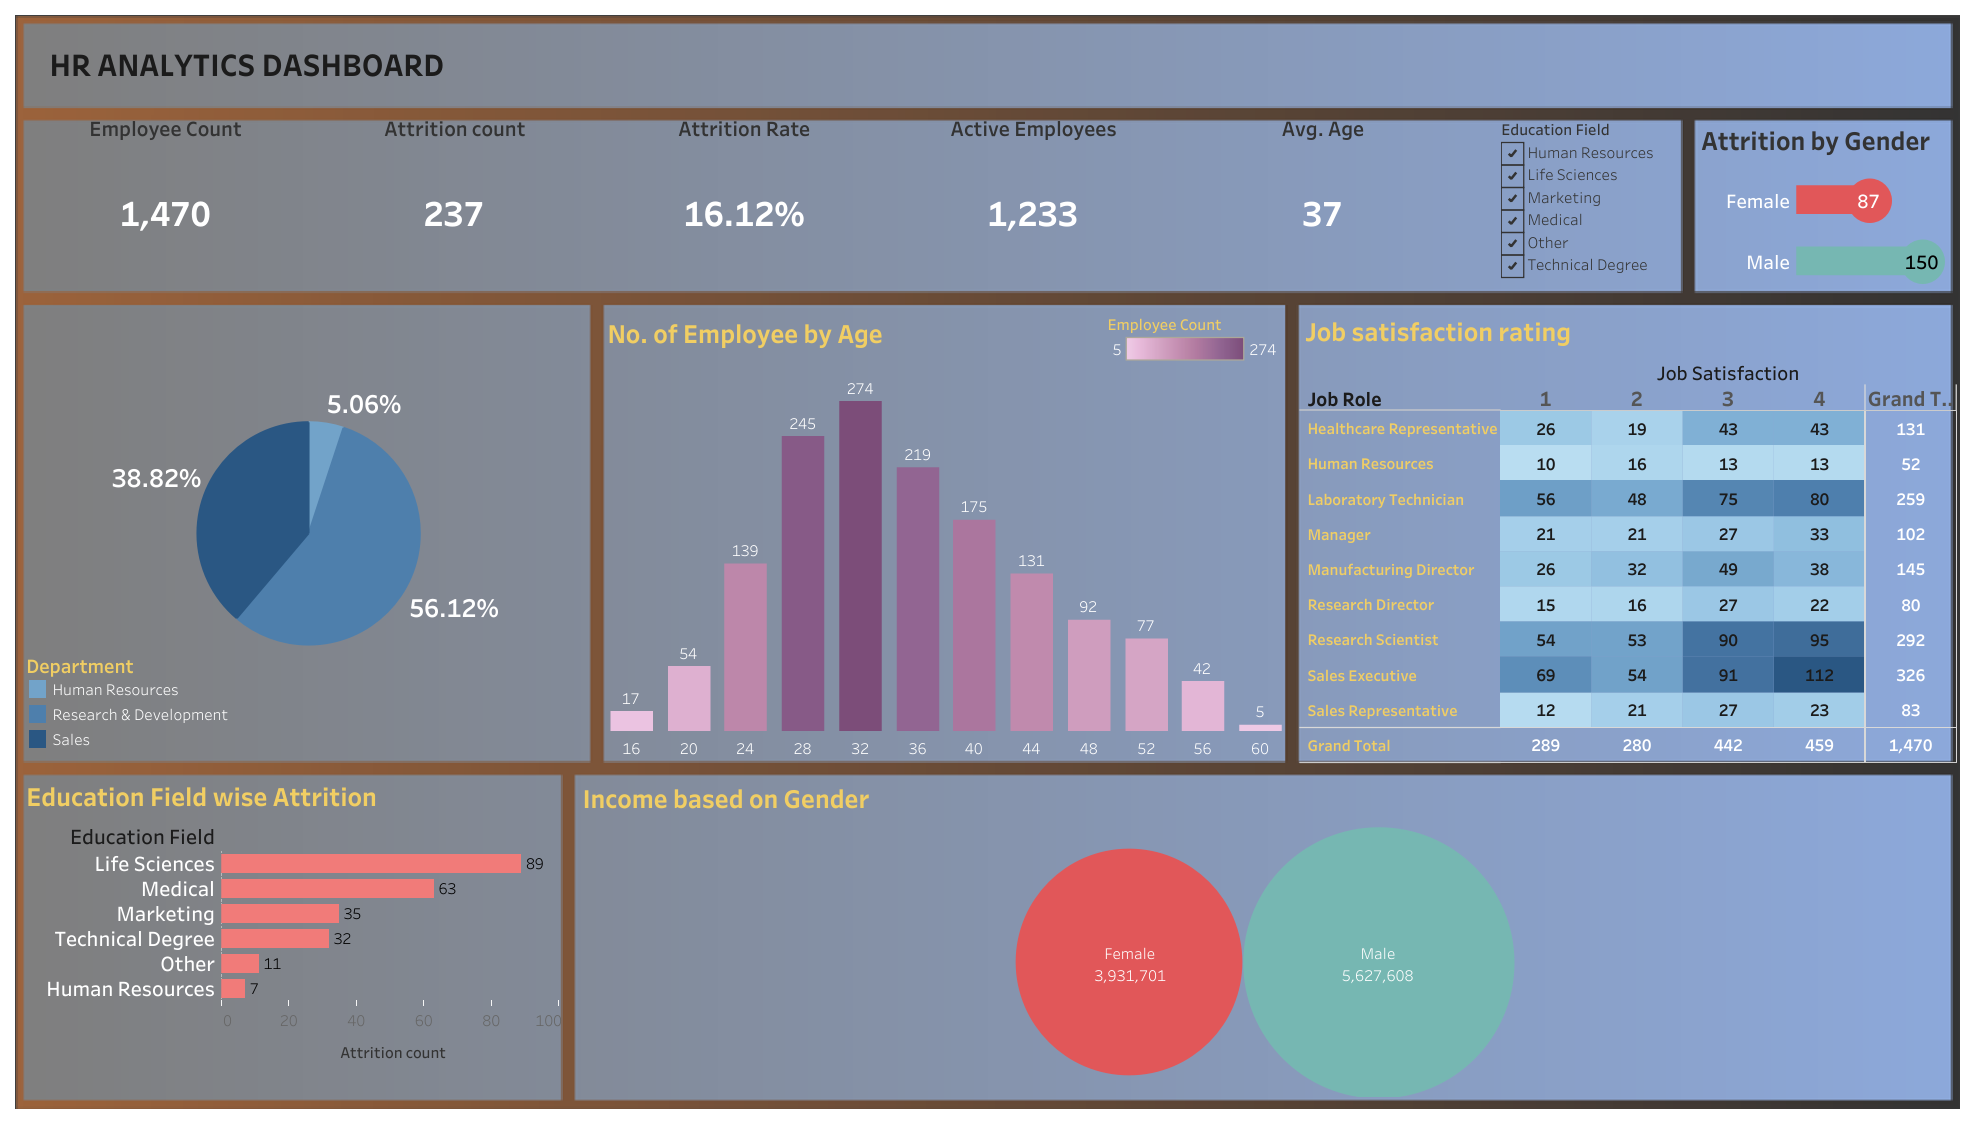 HR ANALYTICS DASHBOARD
Employee Count
Attrition count
Attrition Rate
Active Employees
Avg. Age
1,470
237
16.12%
1,233
37
Education Field
Human Resources
Life Sciences
Marketing
Medical
Other
Technical Degree
Attrition by Gender
Female 87
Male 150
5.06%
38.82%
56.12%
Department
Human Resources
Research & Development
Sales
No. of Employee by Age
Employee Count
5 274
274
245
219
175
139
131
92
77
54
42
17
5
16 20 24 28 32 36 40 44 48 52 56 60
Job satisfaction rating
Job Satisfaction
Job Role 1 2 3 4 Grand T..
Healthcare Representative 26 19 43 43 131
Human Resources 10 16 13 13 52
Laboratory Technician 56 48 75 80 259
Manager 21 21 27 33 102
Manufacturing Director 26 32 49 38 145
Research Director 15 16 27 22 80
Research Scientist 54 53 90 95 292
Sales Executive 69 54 91 112 326
Sales Representative 12 21 27 23 83
Grand Total 289 280 442 459 1,470
Education Field wise Attrition
Education Field
Life Sciences 89
Medical 63
Marketing 35
Technical Degree 32
Other 11
Human Resources 7
0 20 40 60 80 100
Attrition count
Income based on Gender
Female
3,931,701
Male
5,627,608